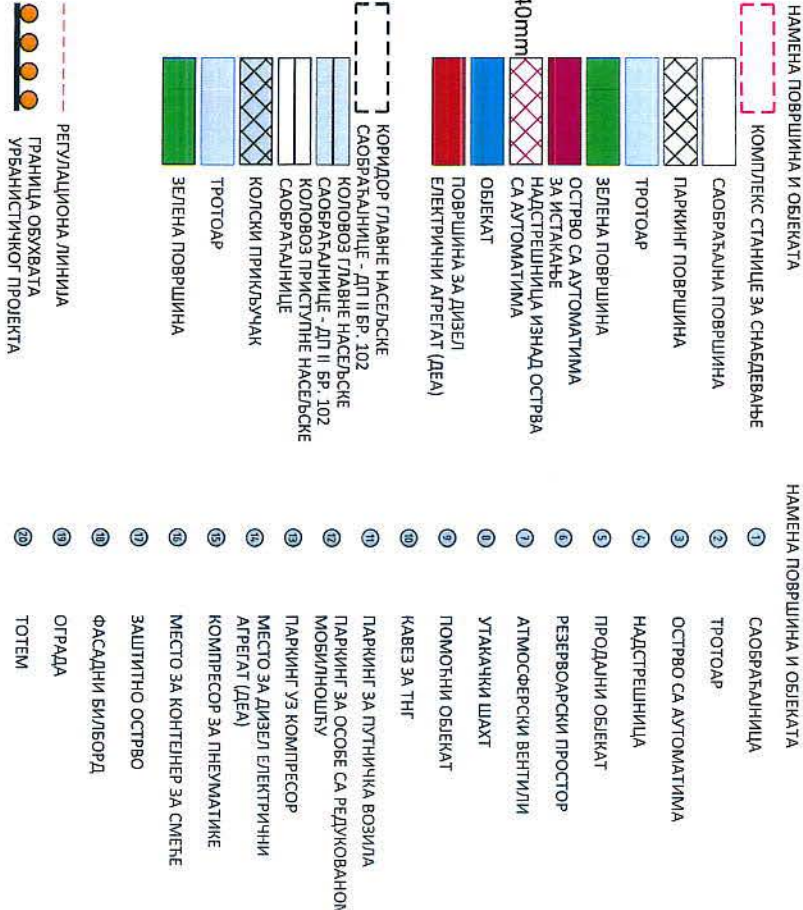 НАМЕНА ПОВРШИНА И ОБЈЕКАТА
КОМПЛЕКС СТАНИЦЕ ЗА СНАБДЕВАЊЕ
САОБРАЋАЈНА ПОВРШИНА
ПАРКИНГ ПОВРШИНА
ТРОТОАР
ЗЕЛЕНА ПОВРШИНА
ОСТРВО СА АУТОМАТИМА
ЗА ИСТАКАЊЕ
НАДСТРЕШНИЦА ИЗНАД ОСТРВА
СА АУТОМАТИМА
40mm
ОБЈЕКАТ
ПОВРШИНА ЗА ДИЗЕЛ
ЕЛЕКТРИЧНИ АГРЕГАТ (ДЕА)
КОРИДОР ГЛАВНЕ НАСЕЉСКЕ
САОБРАЋАЈНИЦЕ - ДП II БР. 102
КОЛОВОЗ ГЛАВНЕ НАСЕЉСКЕ
САОБРАЋАЈНИЦЕ - ДП II БР. 102
КОЛОВОЗ ПРИСТУПНЕ НАСЕЉСКЕ
САОБРАЋАЈНИЦЕ
КОЛСКИ ПРИКЉУЧАК
ТРОТОАР
ЗЕЛЕНА ПОВРШИНА
РЕГУЛАЦИОНА ЛИНИЈА
ГРАНИЦА ОБУХВАТА
УРБАНИСТИЧКОГ ПРОЈЕКТА
НАМЕНА ПОВРШИНА И ОБЈЕКАТА
1 САОБРАЋАЈНИЦА
2 ТРОТОАР
3 ОСТРВО СА АУТОМАТИМА
4 НАДСТРЕШНИЦА
5 ПРОДАЈНИ ОБЈЕКАТ
6 РЕЗЕРВОАРСКИ ПРОСТОР
7 АТМОСФЕРСКИ ВЕНТИЛИ
8 УТАКАЧКИ ШАХТ
9 ПОМОЋНИ ОБЈЕКАТ
10 КАВЕЗ ЗА ТНГ
11 ПАРКИНГ ЗА ПУТНИЧКА ВОЗИЛА
12 ПАРКИНГ ЗА ОСОБЕ СА РЕДУКОВАНОМ
МОБИЛНОШЋУ
13 ПАРКИНГ УЗ КОМПРЕСОР
14 МЕСТО ЗА ДИЗЕЛ ЕЛЕКТРИЧНИ
АГРЕГАТ (ДЕА)
15 КОМПРЕСОР ЗА ПНЕУМАТИКЕ
16 МЕСТО ЗА КОНТЕЈНЕР ЗА СМЕЋЕ
17 ЗАШТИТНО ОСТРВО
18 ФАСАДНИ БИЛБОРД
19 ОГРАДА
20 ТОТЕМ